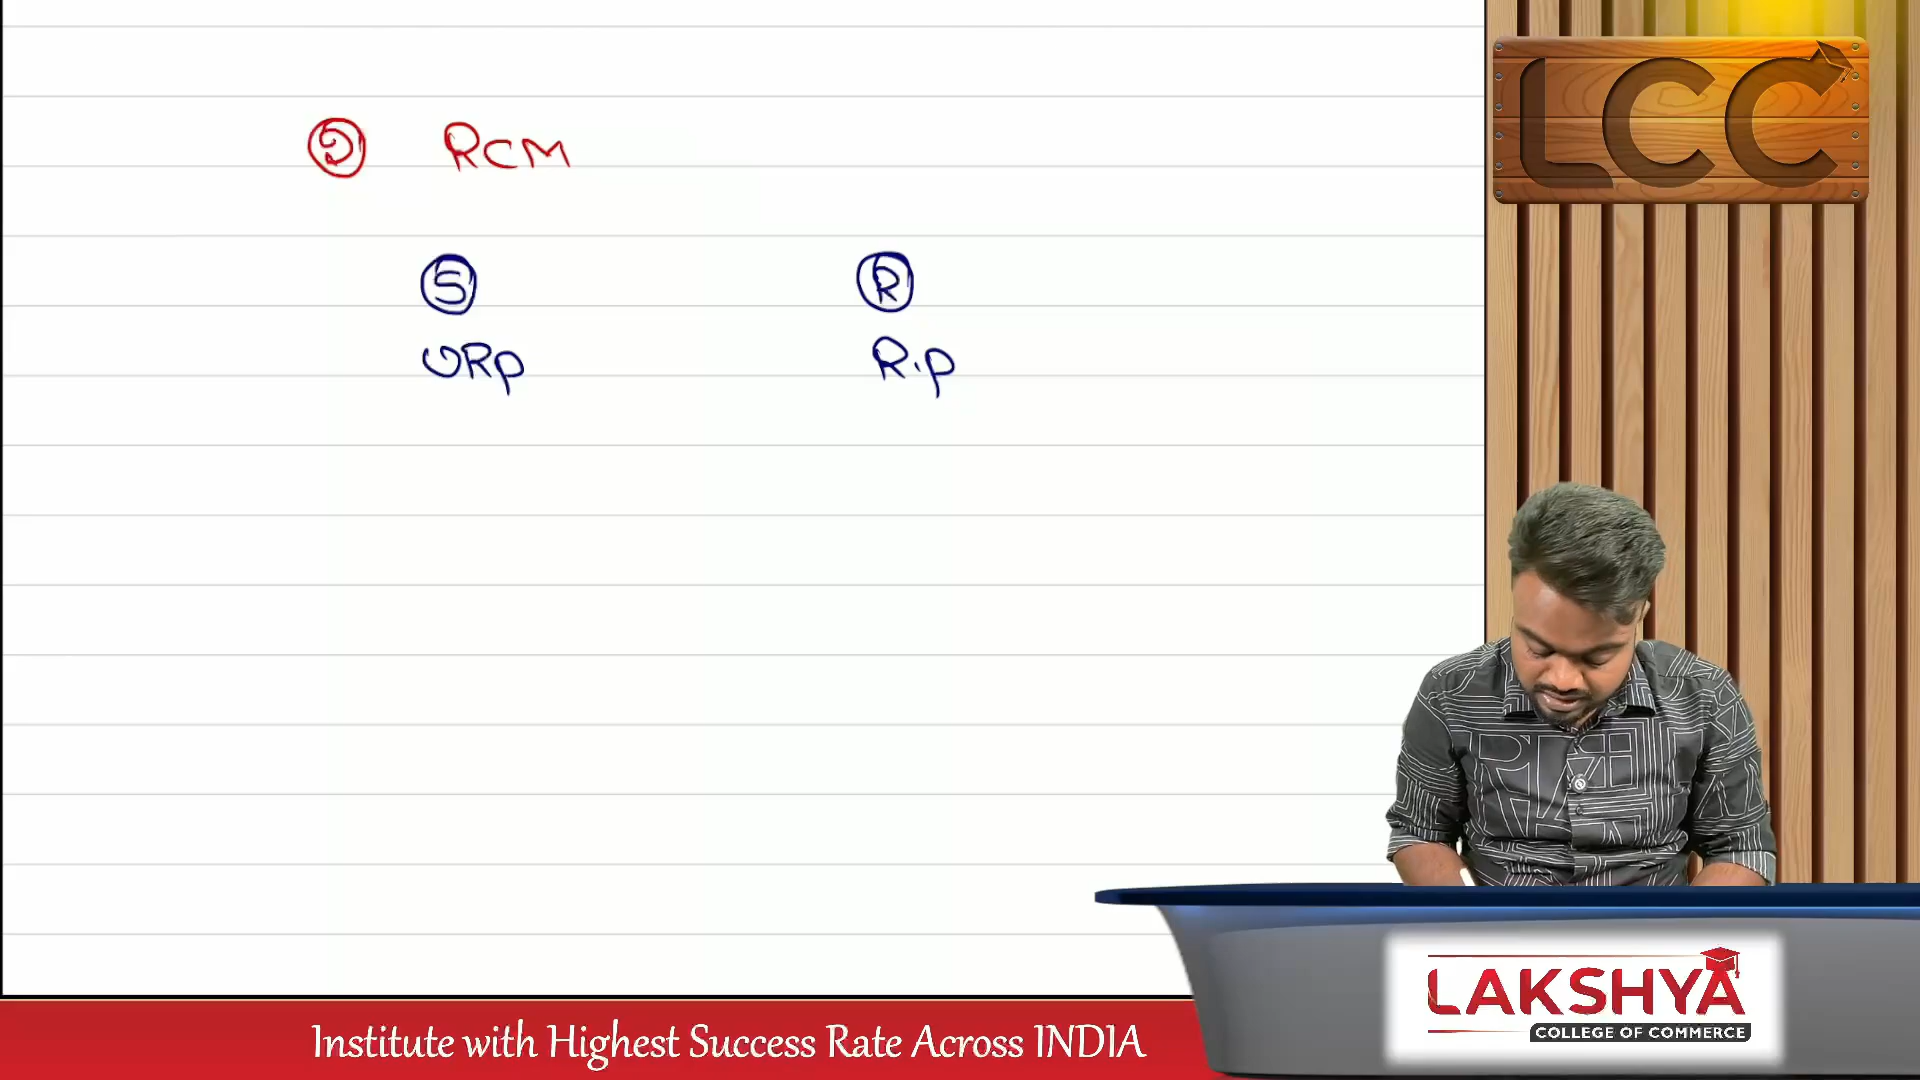 RCM
LCC
S R
URP R.P
LAKSHYA
COLLEGE OF COMMERCE
Institute with Highest Success Rate Across INDIA